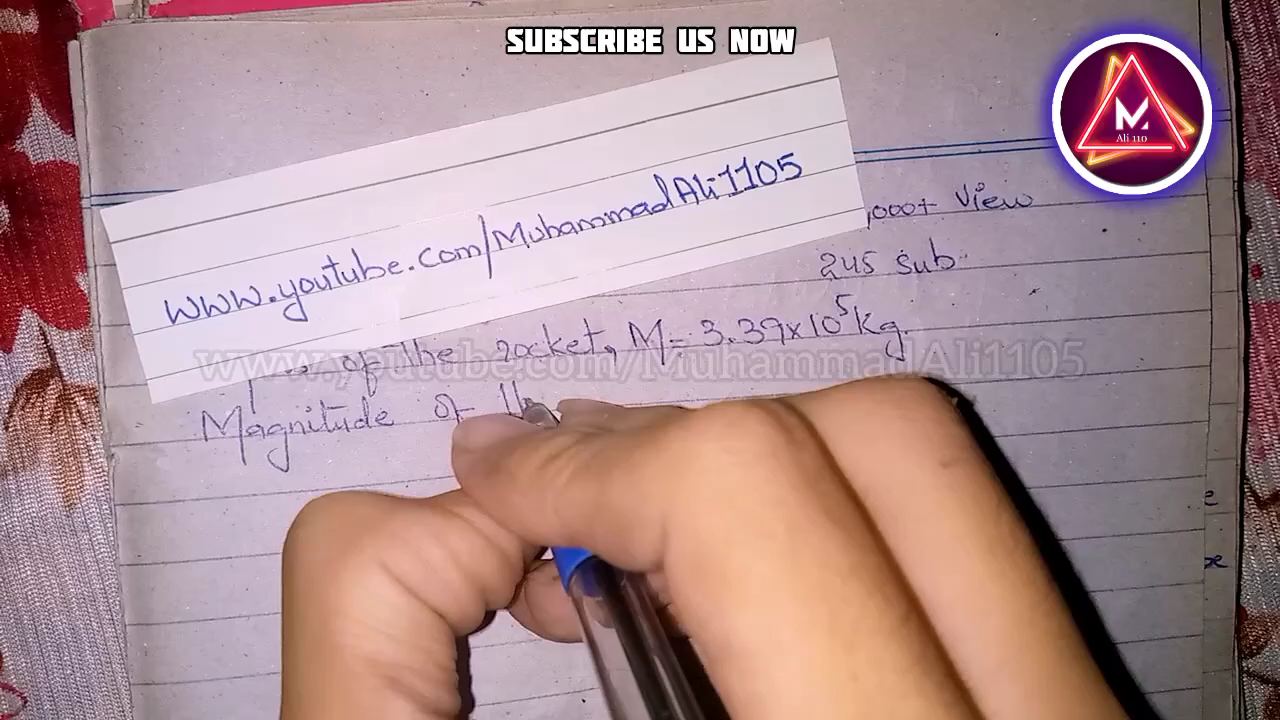 SUBSCRIBE US NOW
M
Ali 110
www.youtube.com/MuhammadAli1105
,000+ View
245 Sub
of the rocket, M = 3.39x10⁵kg.
www.youtube.com/MuhammadAli1105
Magnitude of